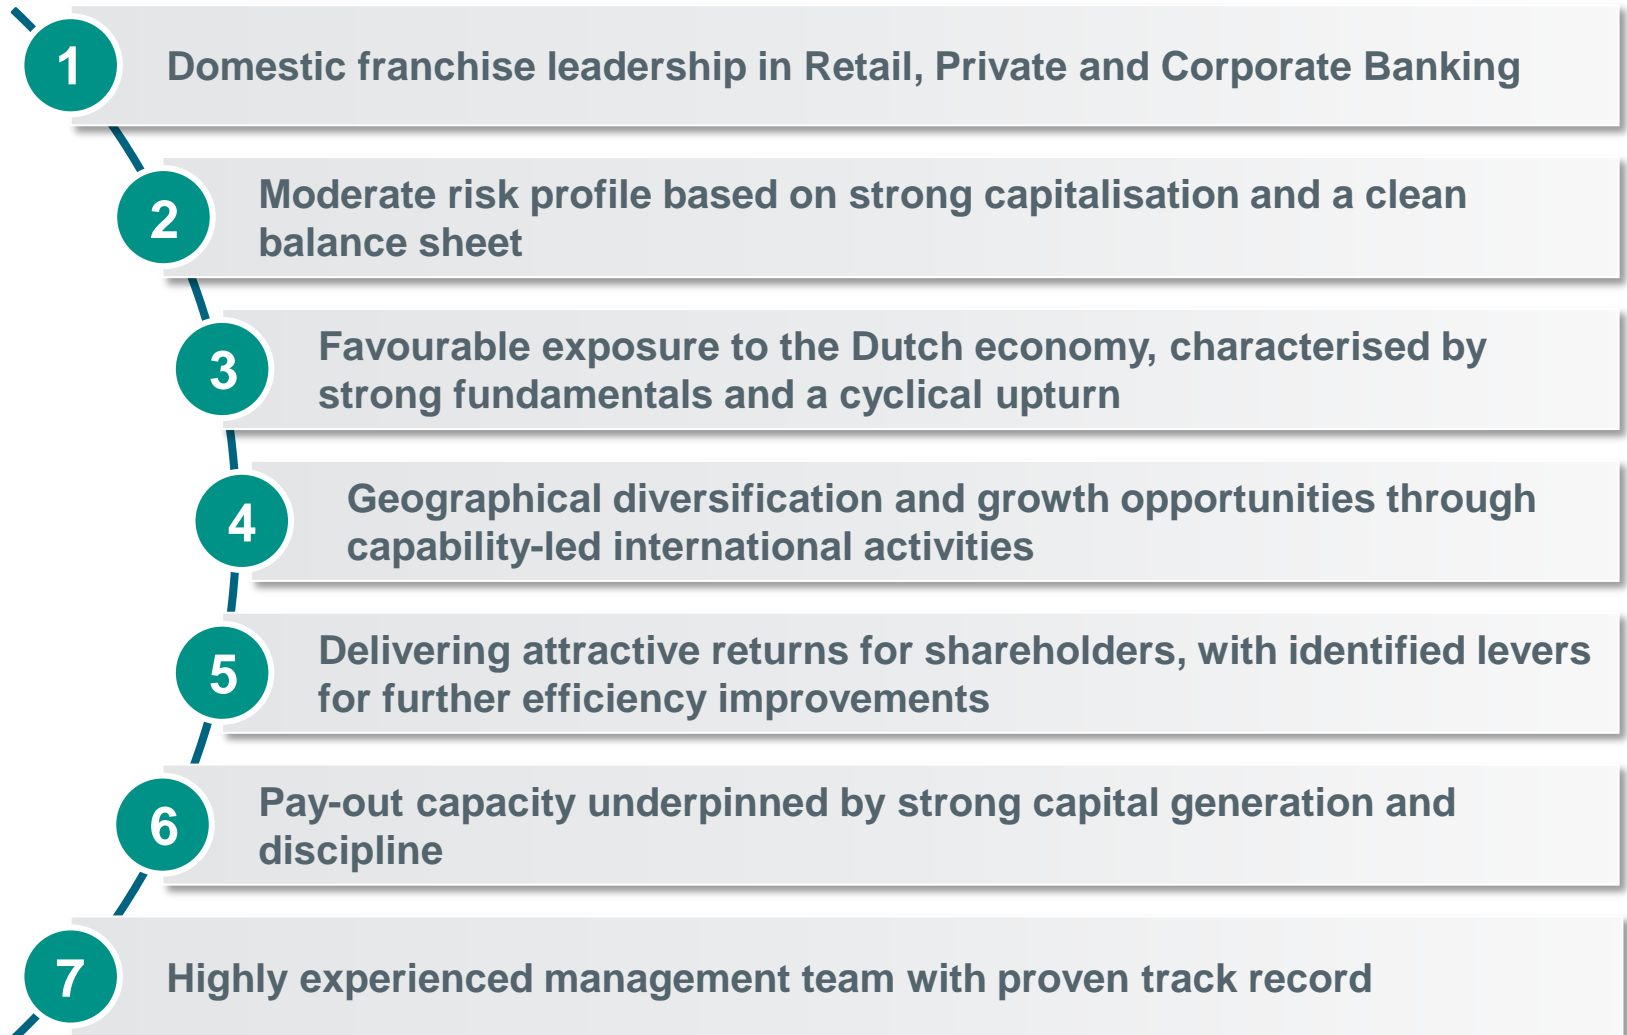 1
Domestic franchise leadership in Retail, Private and Corporate Banking
2
Moderate risk profile based on strong capitalisation and a clean
balance sheet
3
Favourable exposure to the Dutch economy, characterised by
strong fundamentals and a cyclical upturn
4
Geographical diversification and growth opportunities through
capability-led international activities
5
Delivering attractive returns for shareholders, with identified levers
for further efficiency improvements
6
Pay-out capacity underpinned by strong capital generation and
discipline
7
Highly experienced management team with proven track record